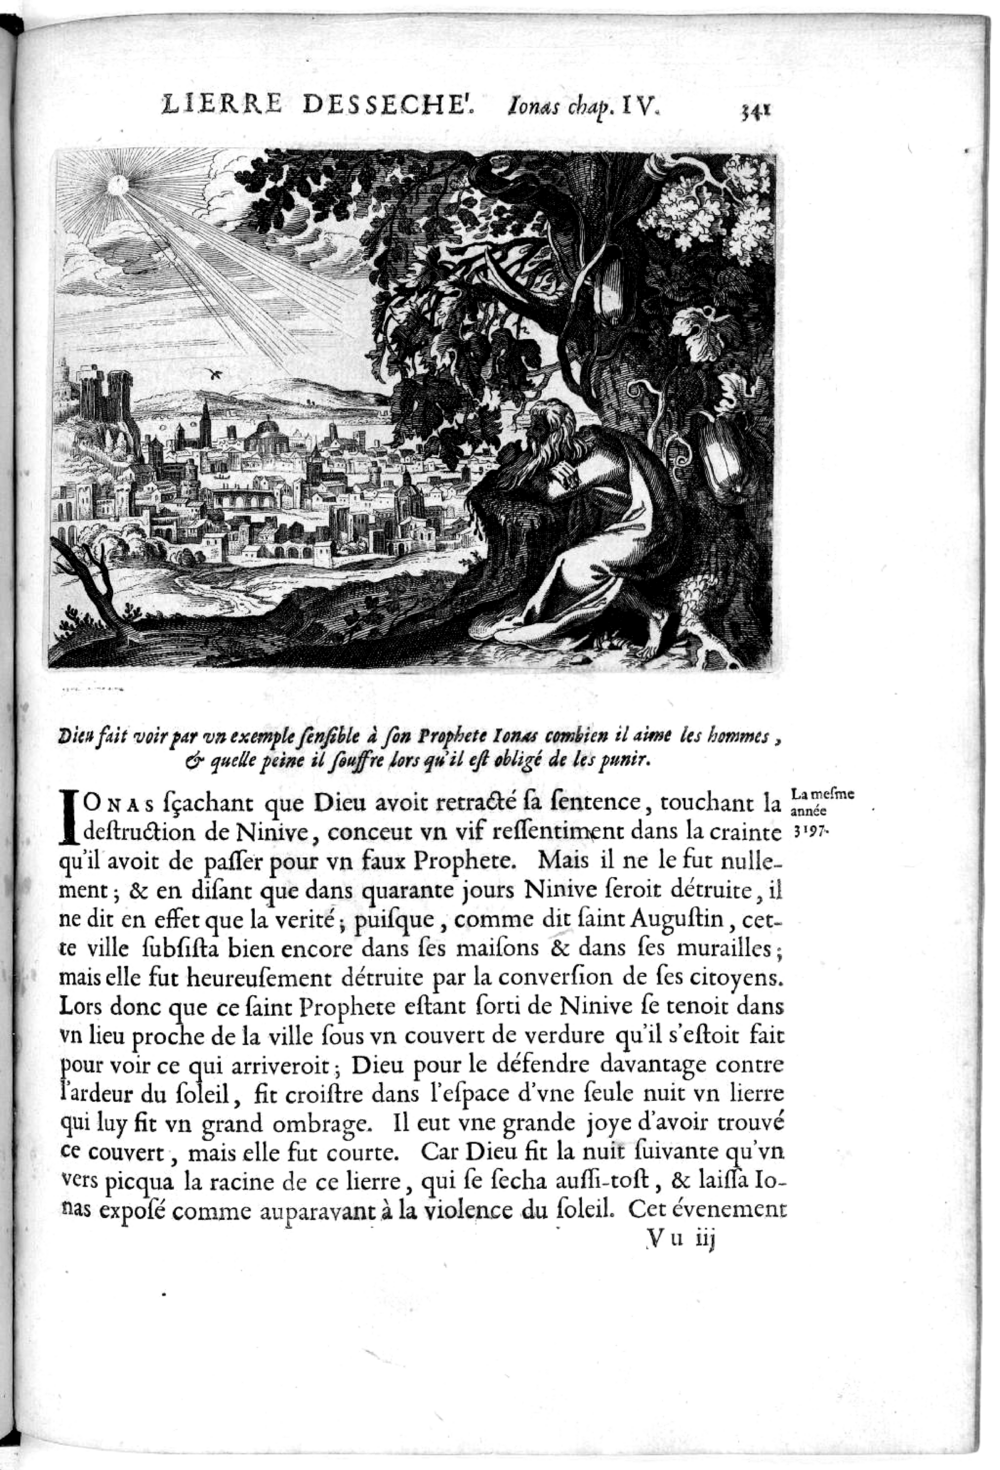 LIERRE DESSECHE'. Ionas chap. IV. 341
Dieu fait voir par vn exemple ſenſible à ſon Prophete Ionas combien il aime les hommes,
& quelle peine il ſouffre lors qu'il eſt obligé de les punir.
IONAS ſçachant que Dieu avoit retracté ſa ſentence, touchant la
deſtruction de Ninive, conceut vn vif reſſentiment dans la crainte
qu'il avoit de paſſer pour vn faux Prophete. Mais il ne le fut nulle-
ment; & en diſant que dans quarante jours Ninive ſeroit détruite, il
ne dit en effet que la verité; puiſque, comme dit ſaint Auguſtin, cet-
te ville ſubſiſta bien encore dans ſes maiſons & dans ſes murailles;
mais elle fut heureuſement détruite par la converſion de ſes citoyens.
Lors donc que ce ſaint Prophete eſtant ſorti de Ninive ſe tenoit dans
vn lieu proche de la ville ſous vn couvert de verdure qu'il s'eſtoit fait
pour voir ce qui arriveroit; Dieu pour le défendre davantage contre
l'ardeur du ſoleil, fit croiſtre dans l'eſpace d'vne ſeule nuit vn lierre
qui luy fit vn grand ombrage. Il eut vne grande joye d'avoir trouvé
ce couvert, mais elle fut courte. Car Dieu fit la nuit ſuivante qu'vn
vers picqua la racine de ce lierre, qui ſe ſecha auſſi-toſt, & laiſſa Io-
nas expoſé comme auparavant à la violence du ſoleil. Cet évenement
La meſme
année
3197.
Vu iij